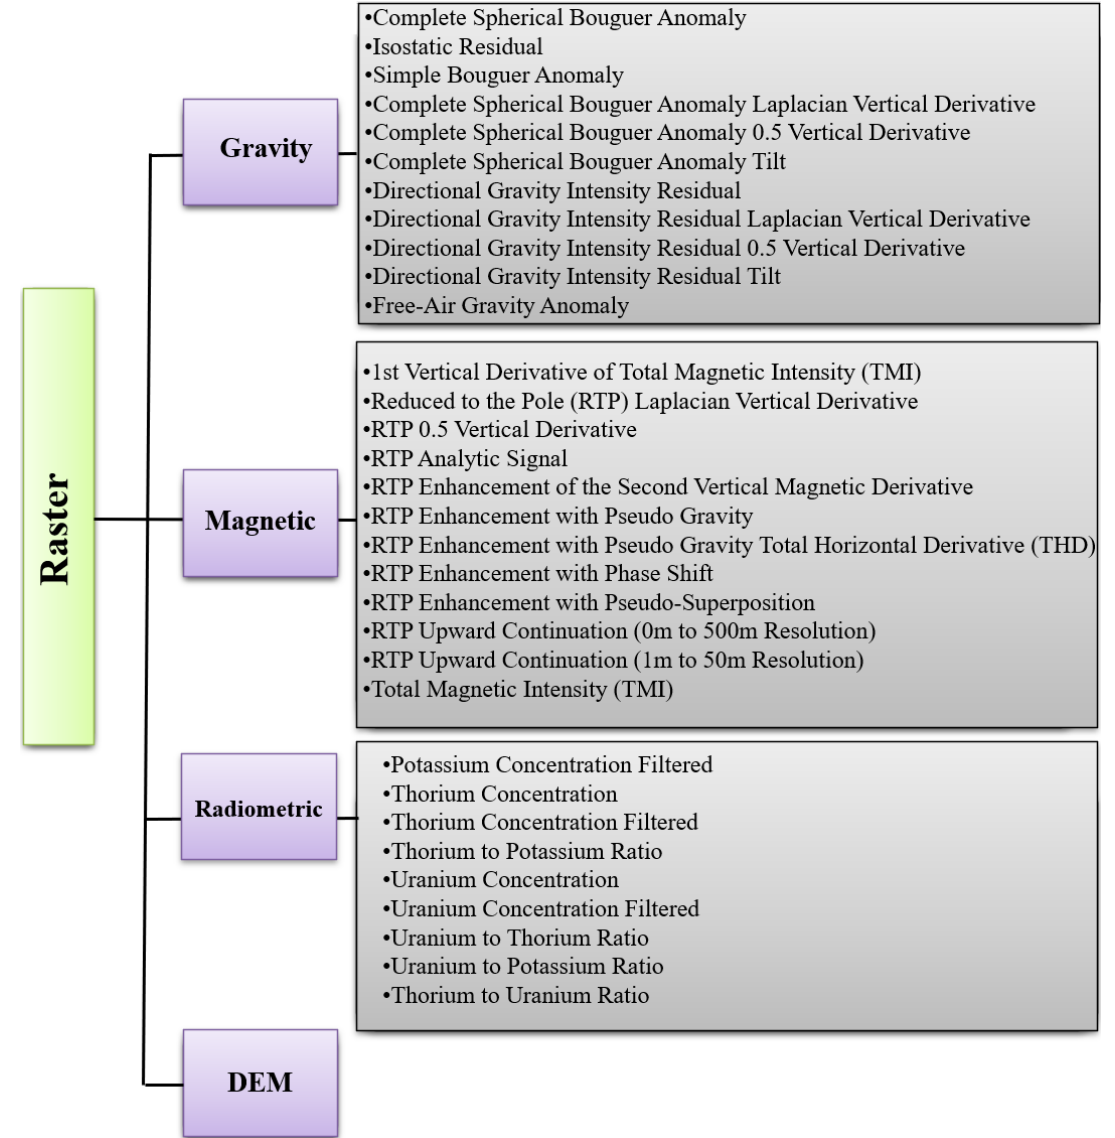 Raster
Gravity
•Complete Spherical Bouguer Anomaly
•Isostatic Residual
•Simple Bouguer Anomaly
•Complete Spherical Bouguer Anomaly Laplacian Vertical Derivative
•Complete Spherical Bouguer Anomaly 0.5 Vertical Derivative
•Complete Spherical Bouguer Anomaly Tilt
•Directional Gravity Intensity Residual
•Directional Gravity Intensity Residual Laplacian Vertical Derivative
•Directional Gravity Intensity Residual 0.5 Vertical Derivative
•Directional Gravity Intensity Residual Tilt
•Free-Air Gravity Anomaly
Magnetic
•1st Vertical Derivative of Total Magnetic Intensity (TMI)
•Reduced to the Pole (RTP) Laplacian Vertical Derivative
•RTP 0.5 Vertical Derivative
•RTP Analytic Signal
•RTP Enhancement of the Second Vertical Magnetic Derivative
•RTP Enhancement with Pseudo Gravity
•RTP Enhancement with Pseudo Gravity Total Horizontal Derivative (THD)
•RTP Enhancement with Phase Shift
•RTP Enhancement with Pseudo-Superposition
•RTP Upward Continuation (0m to 500m Resolution)
•RTP Upward Continuation (1m to 50m Resolution)
•Total Magnetic Intensity (TMI)
Radiometric
•Potassium Concentration Filtered
•Thorium Concentration
•Thorium Concentration Filtered
•Thorium to Potassium Ratio
•Uranium Concentration
•Uranium Concentration Filtered
•Uranium to Thorium Ratio
•Uranium to Potassium Ratio
•Thorium to Uranium Ratio
DEM